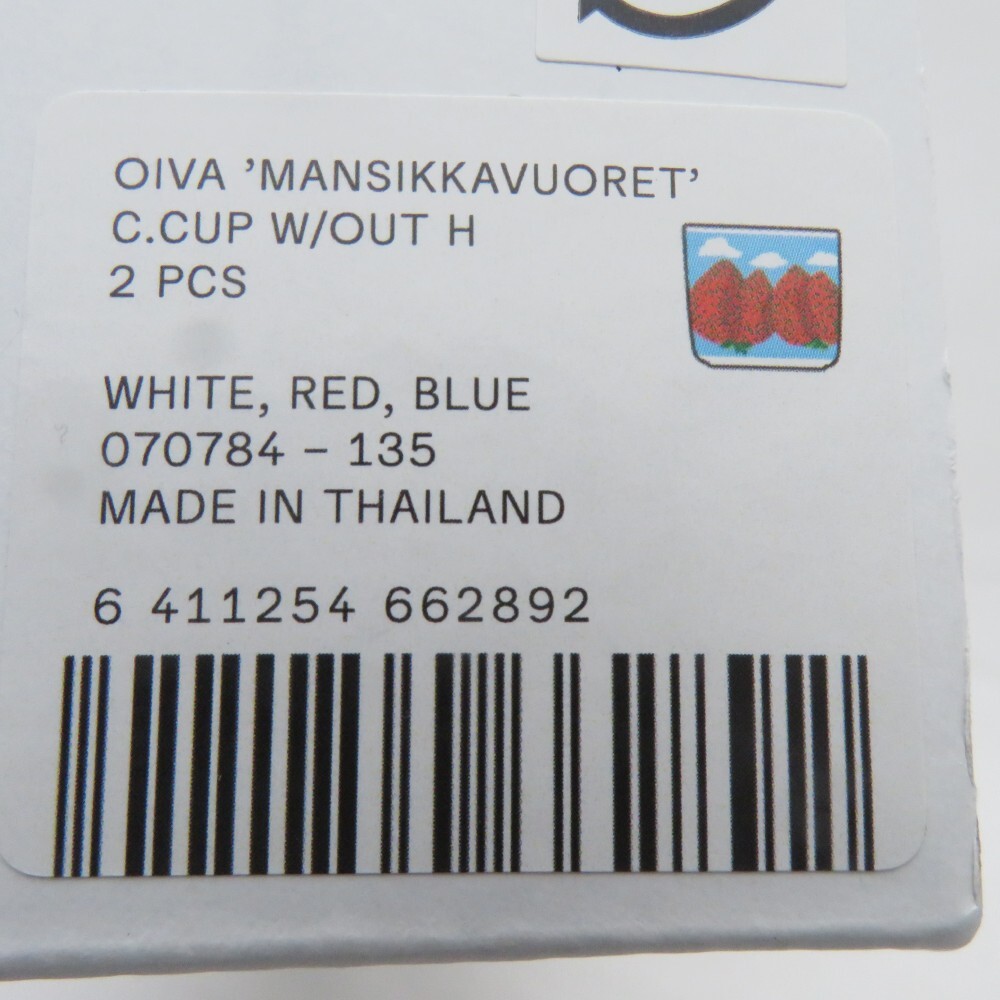 OIVA ’MANSIKKAVUORET’
C.CUP W/OUT H
2 PCS
WHITE, RED, BLUE
070784 – 135
MADE IN THAILAND
6 411254 662892